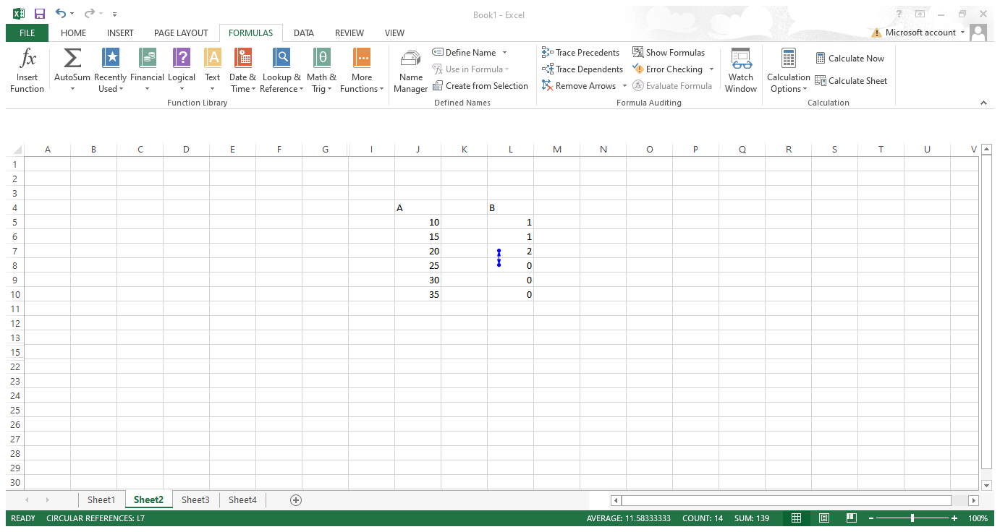 Book1 - Excel
FILE HOME INSERT PAGE LAYOUT FORMULAS DATA REVIEW VIEW Microsoft account
Insert Function
AutoSum
Recently Used
Financial
Logical
Text
Date & Time
Lookup & Reference
Math & Trig
More Functions
Function Library
Name Manager
Define Name
Use in Formula
Create from Selection
Defined Names
Trace Precedents
Trace Dependents
Remove Arrows
Show Formulas
Error Checking
Evaluate Formula
Formula Auditing
Watch Window
Calculation Options
Calculate Now
Calculate Sheet
Calculation
A B C D E F G I J K L M N O P Q R S T U V
1
2
3
4 A B
5 10 1
6 15 1
7 20 2
8 25 0
9 30 0
10 35 0
11
12
13
15
22
23
24
25
26
27
28
29
30
Sheet1 Sheet2 Sheet3 Sheet4
READY CIRCULAR REFERENCES: L7 AVERAGE: 11.58333333 COUNT: 14 SUM: 139 100%